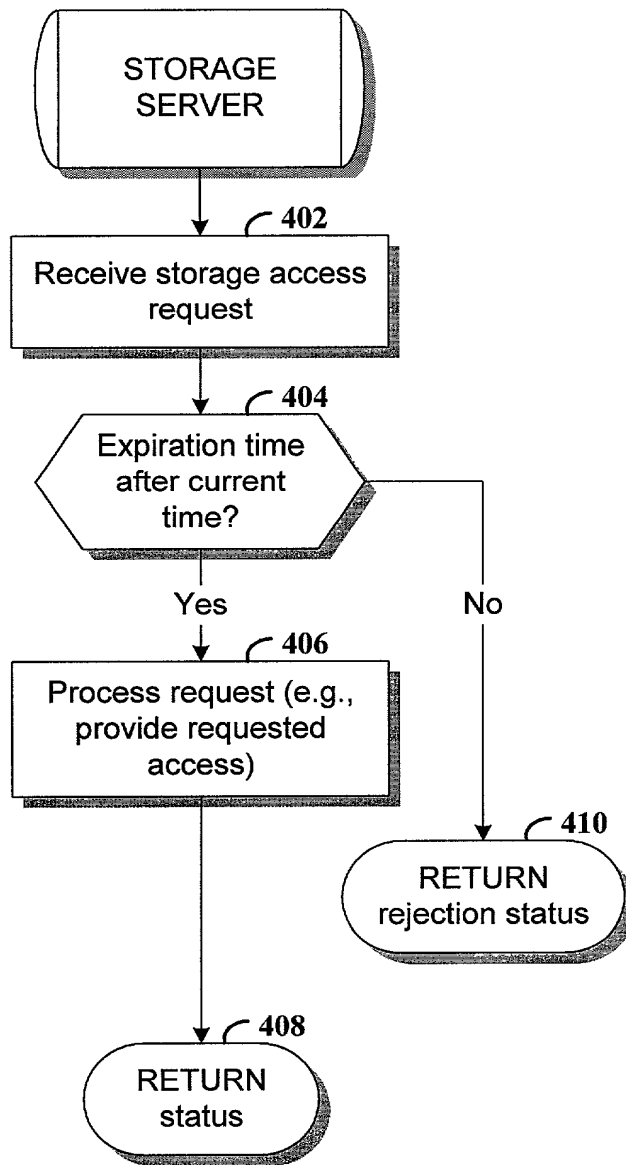 STORAGE
SERVER
402
Receive storage access
request
404
Expiration time
after current
time?
Yes
No
406
Process request (e.g.,
provide requested
access)
410
RETURN
rejection status
408
RETURN
status